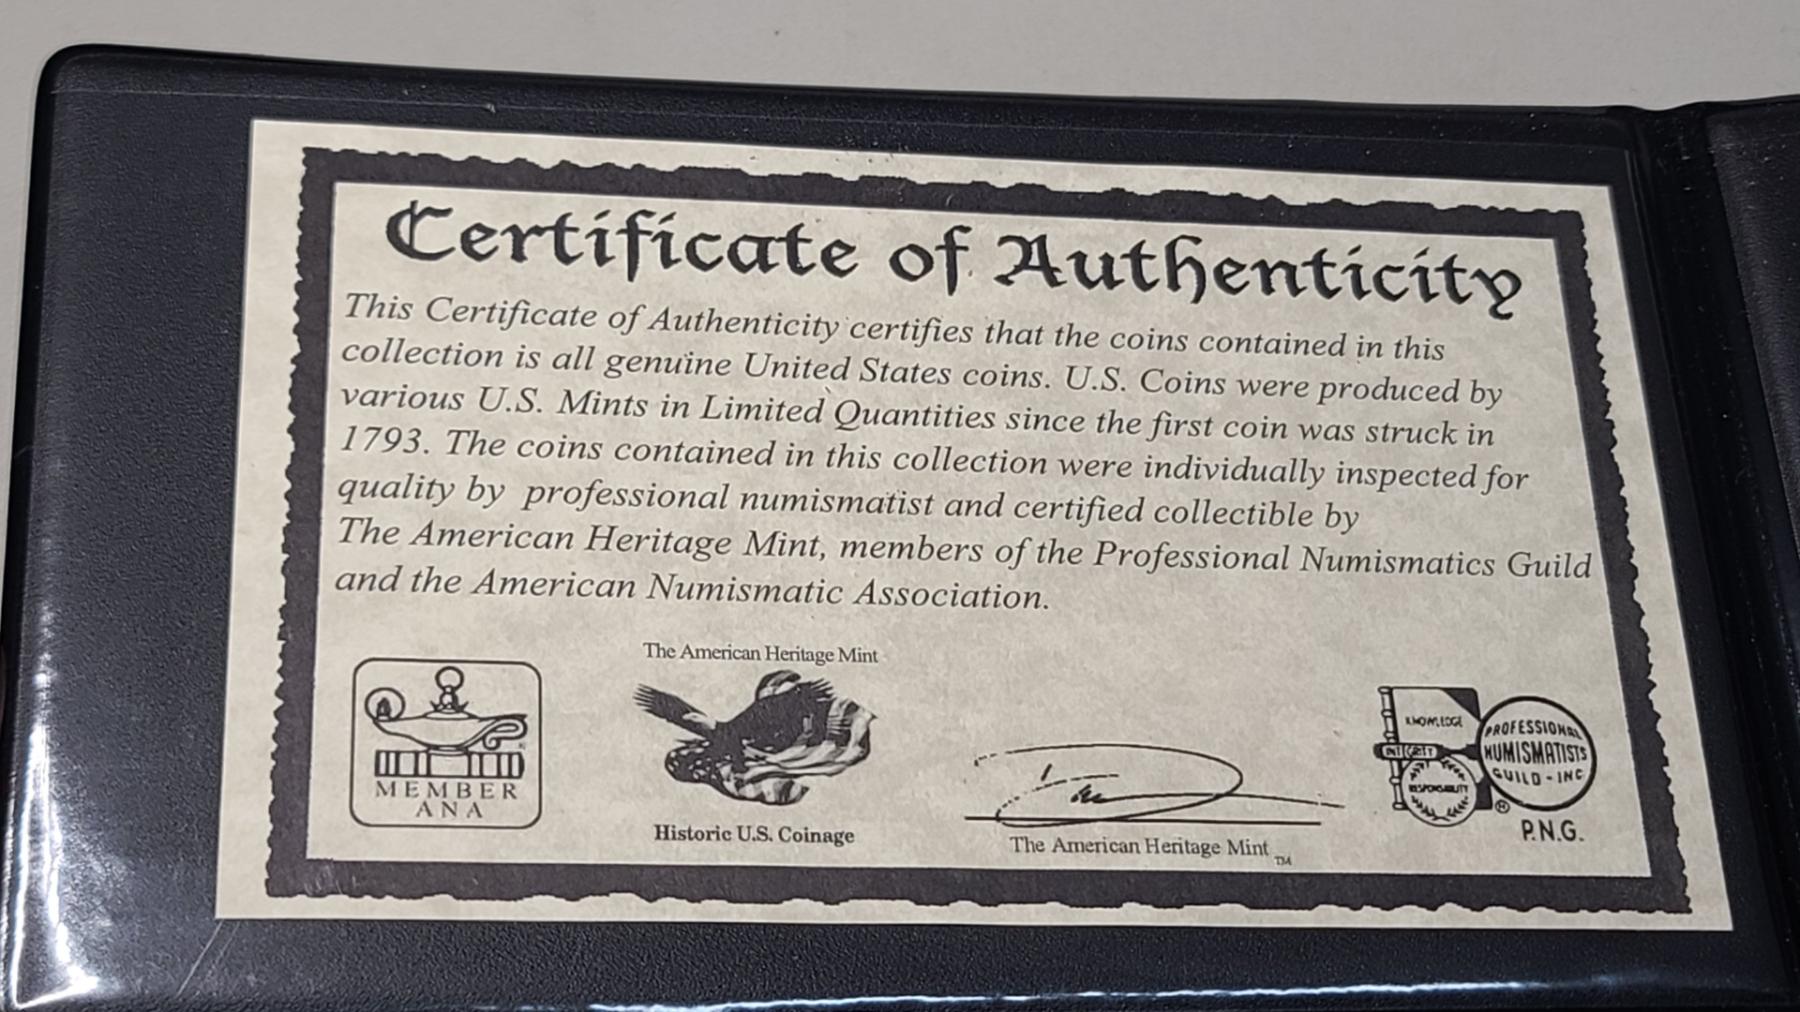 Certificate of Authenticity
This Certificate of Authenticity certifies that the coins contained in this
collection is all genuine United States coins. U.S. Coins were produced by
various U.S. Mints in Limited Quantities since the first coin was struck in
1793. The coins contained in this collection were individually inspected for
quality by professional numismatist and certified collectible by
The American Heritage Mint, members of the Professional Numismatics Guild
and the American Numismatic Association.
A
MEMBER
ANA
The American Heritage Mint
Historic U.S. Coinage
The American Heritage Mint TM
KNOWLEDGE
INTEGRITY
RESPONSIBILITY
PROFESSIONAL
NUMISMATISTS
GUILD - INC
®
P.N.G.